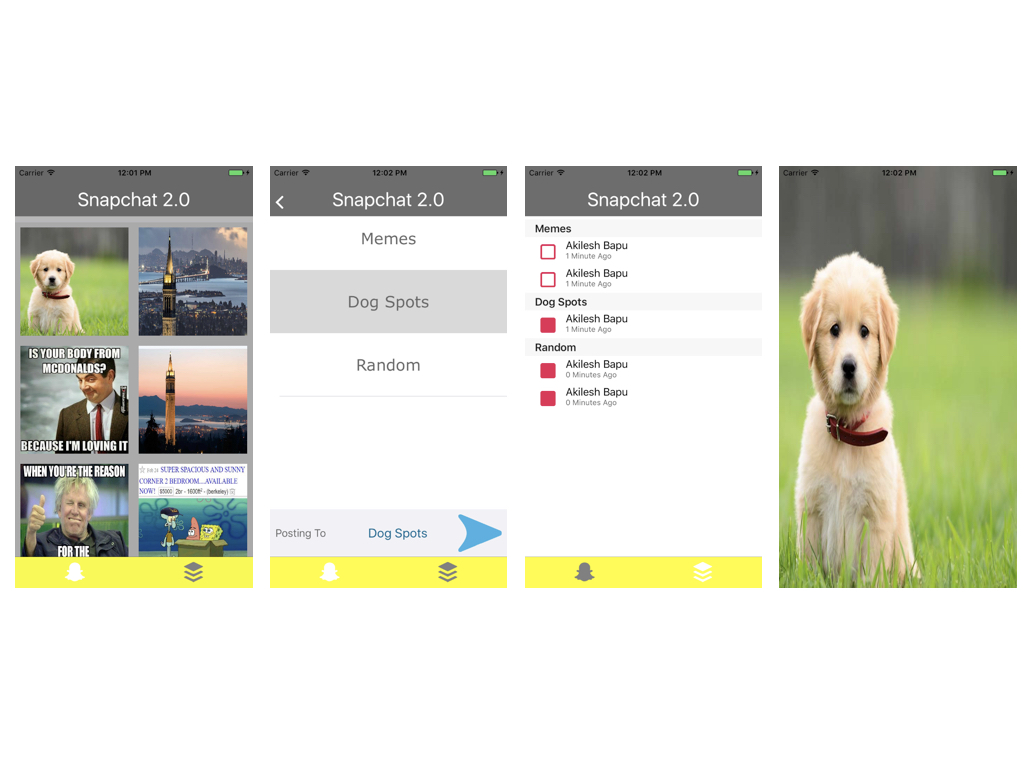 Carrier 12:01 PM
Snapchat 2.0
IS YOUR BODY FROM
MCDONALDS?
BECAUSE I'M LOVING IT
WHEN YOU'RE THE REASON
FOR THE
SUPER SPACIOUS AND SUNNY
CORNER 2 BEDROOM....AVAILABLE
NOW! $5000 2br - 1600ft² - (berkeley)
Carrier 12:02 PM
Snapchat 2.0
Memes
Dog Spots
Random
Posting To Dog Spots
Carrier 12:02 PM
Snapchat 2.0
Memes
Akilesh Bapu
1 Minute Ago
Akilesh Bapu
1 Minute Ago
Dog Spots
Akilesh Bapu
1 Minute Ago
Random
Akilesh Bapu
0 Minutes Ago
Akilesh Bapu
0 Minutes Ago
Carrier 12:02 PM